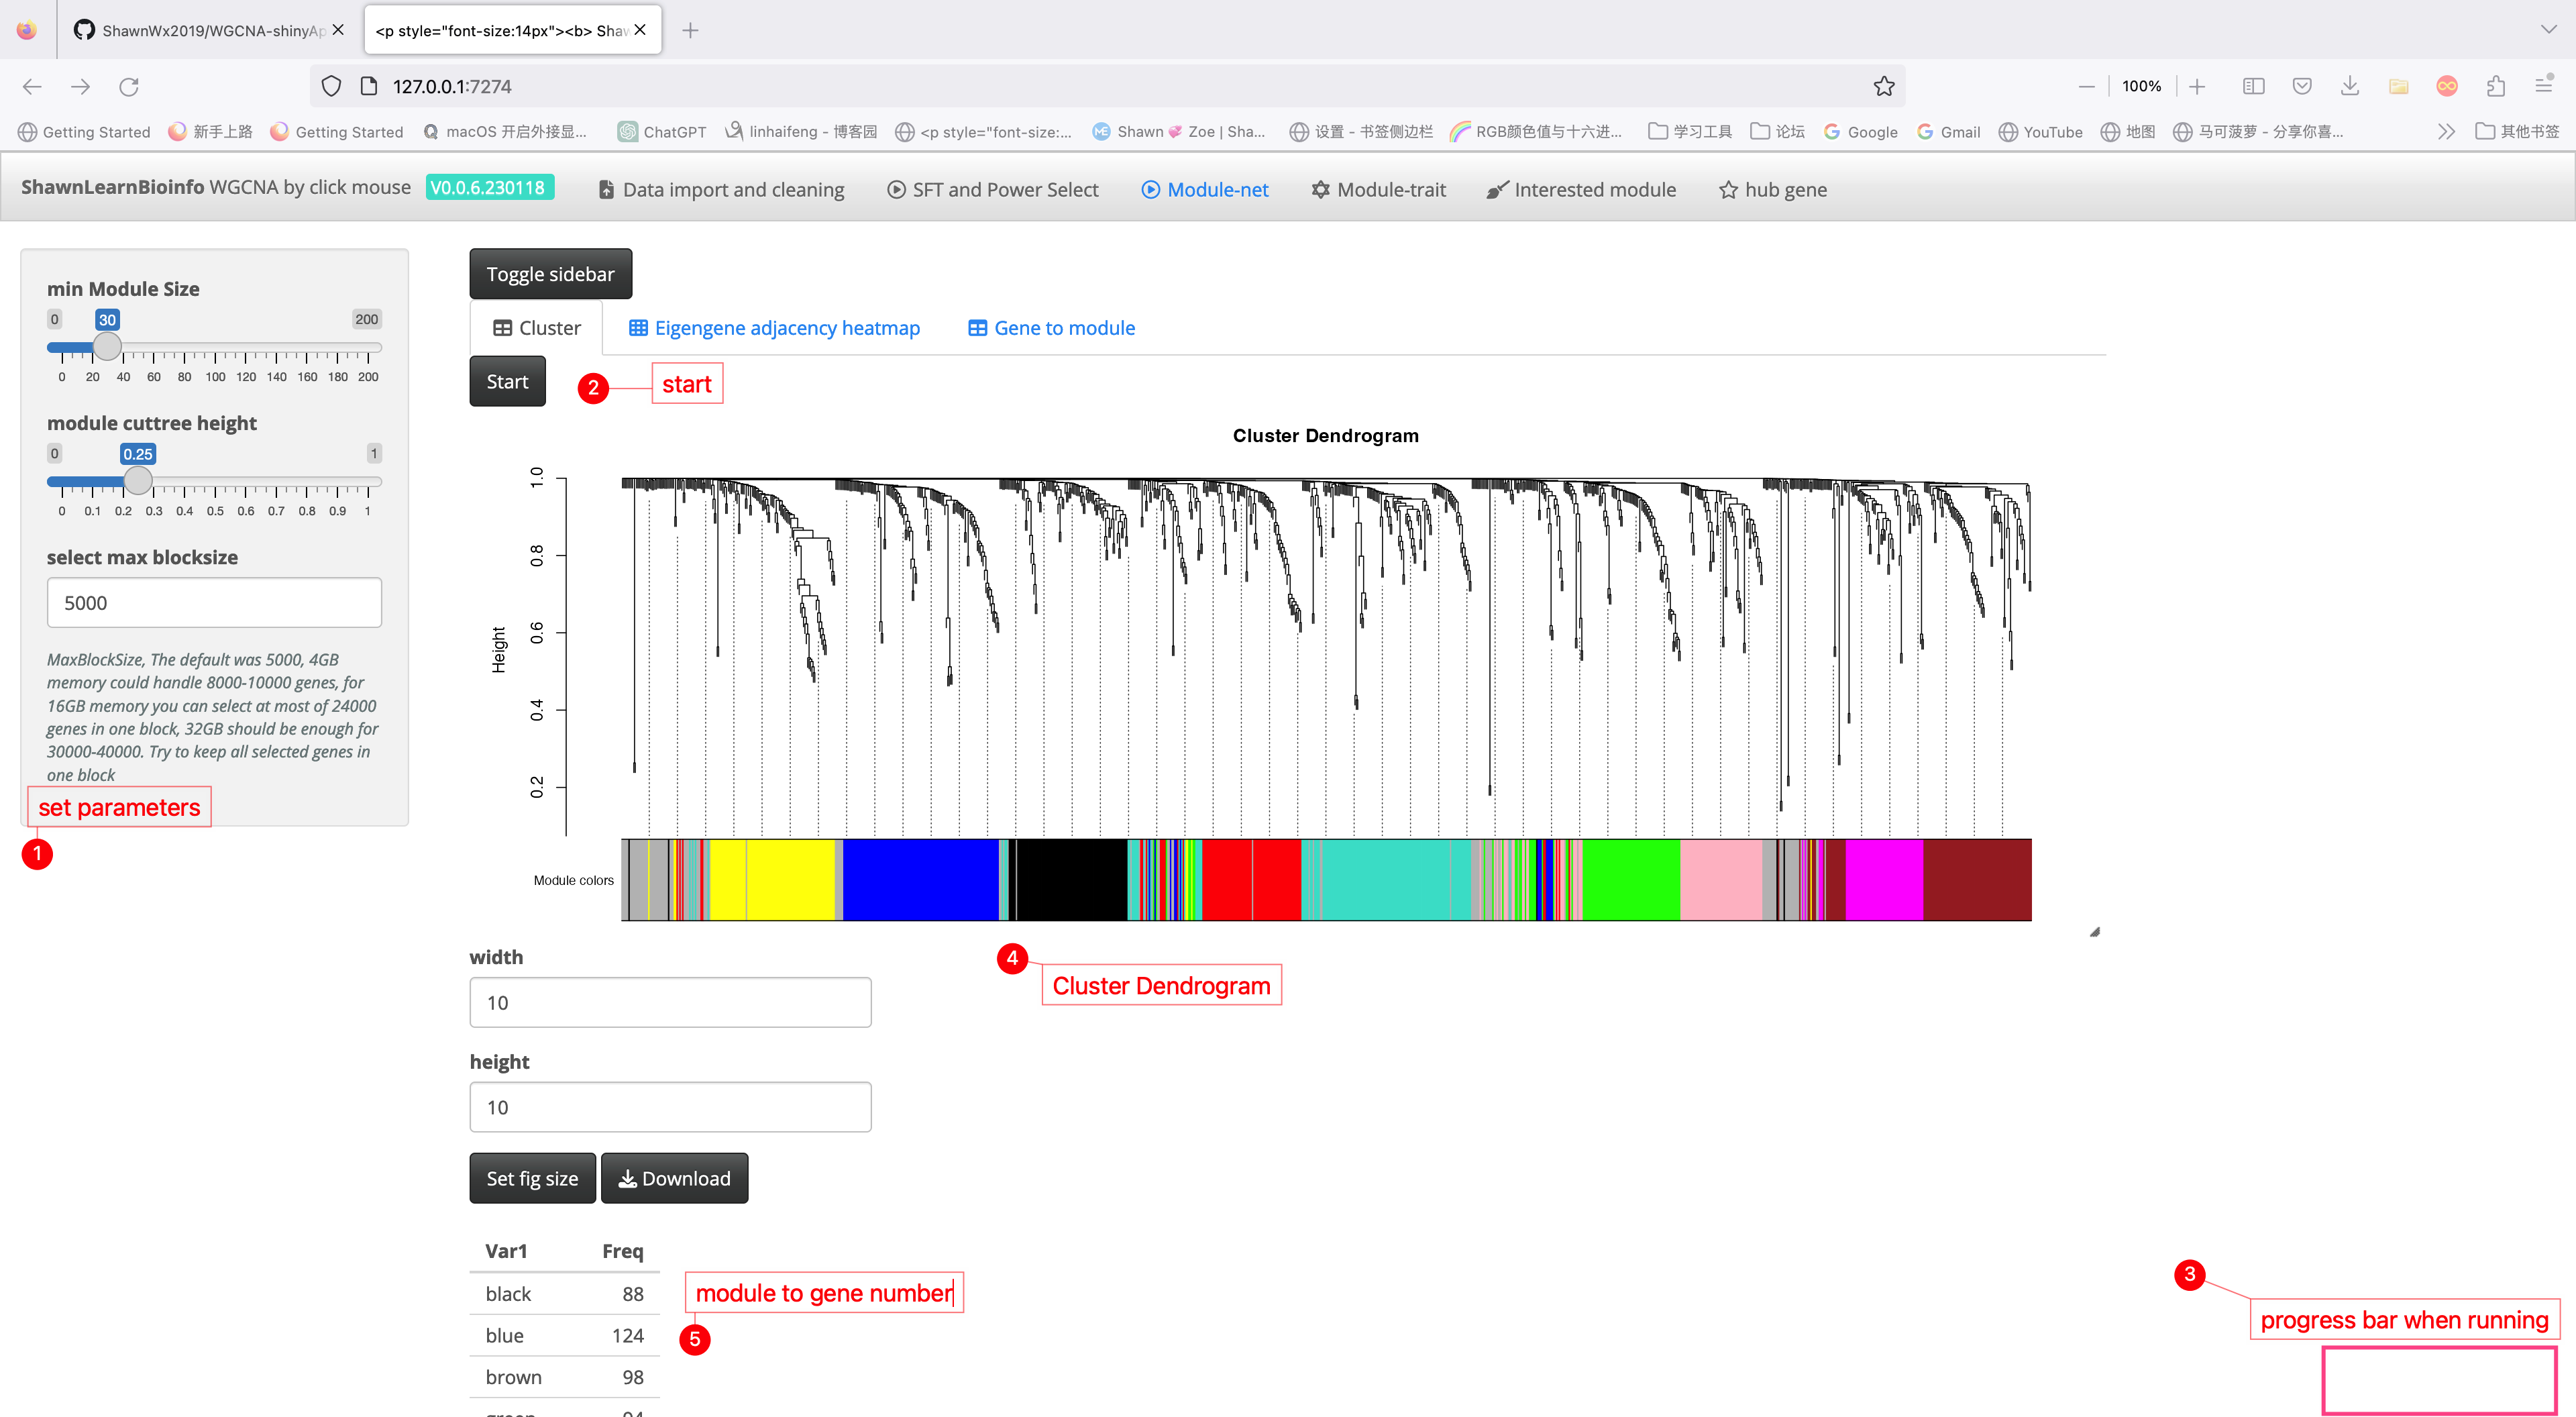 ShawnWx2019/WGCNA-shinyAp
<p style="font-size:14px"><b> Shaw
127.0.0.1:7274
100%
Getting Started
新手上路
Getting Started
macOS 开启外接显...
ChatGPT
linhaifeng - 博客园
<p style="font-size:...
Shawn 💞 Zoe | Sha...
设置 - 书签侧边栏
RGB颜色值与十六进...
学习工具
论坛
Google
Gmail
YouTube
地图
马可菠萝 - 分享你喜...
其他书签
ShawnLearnBioinfo WGCNA by click mouse V0.0.6.230118
Data import and cleaning
SFT and Power Select
Module-net
Module-trait
Interested module
hub gene
min Module Size
0 30 200
0 20 40 60 80 100 120 140 160 180 200
module cuttree height
0 0.25 1
0 0.1 0.2 0.3 0.4 0.5 0.6 0.7 0.8 0.9 1
select max blocksize
5000
MaxBlockSize, The default was 5000, 4GB
memory could handle 8000-10000 genes, for
16GB memory you can select at most of 24000
genes in one block, 32GB should be enough for
30000-40000. Try to keep all selected genes in
one block
set parameters
1
Toggle sidebar
Cluster
Eigengene adjacency heatmap
Gene to module
Start
2 start
Cluster Dendrogram
Height
1.0
0.8
0.6
0.4
0.2
Module colors
4
Cluster Dendrogram
width
10
height
10
Set fig size
Download
Var1 Freq
black 88
blue 124
brown 98
module to gene number
5
3
progress bar when running